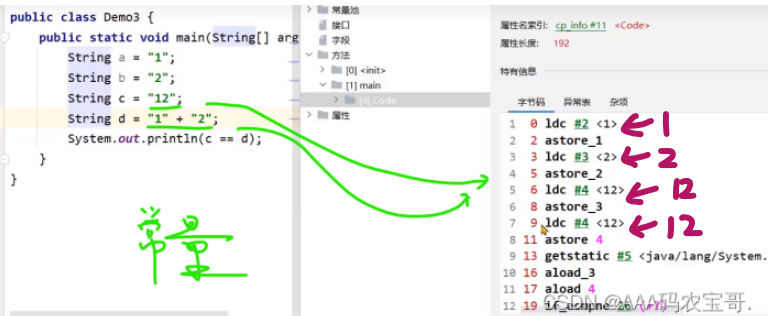 public class Demo3 {
public static void main(String[] arg
String a = "1";
String b = "2";
String c = "12";
String d = "1" + "2";
System.out.println(c == d);
}
}
常量
常量池
接口
字段
方法
[0] <init>
[1] main
[0] Code
属性
属性名索引: cp_info #11 <Code>
属性长度: 192
特有信息
字节码 异常表 杂项
1 0 ldc #2 <1> 1
2 2 astore_1
3 3 ldc #3 <2> 2
4 5 astore_2
5 6 ldc #4 <12> 12
6 8 astore_3
7 9 ldc #4 <12> 12
8 11 astore 4
9 13 getstatic #5 <java/lang/System.
10 16 aload_3
11 17 aload 4
12 19 if_acmpne 26
CSDN @AAA码农宝哥.